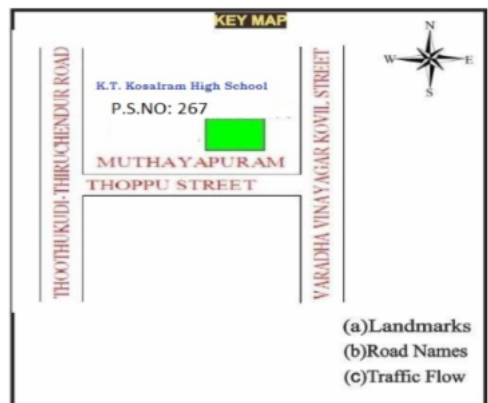 KEY MAP
N
W
E
S
K.T. Kosalram High School
P.S.NO: 267
MUTHAYAPURAM
THOPPU STREET
THOOTHUKUDI-THIRUCHENDUR ROAD
VARADHA VINAYAGAR KOVIL STREET
(a)Landmarks
(b)Road Names
(c)Traffic Flow